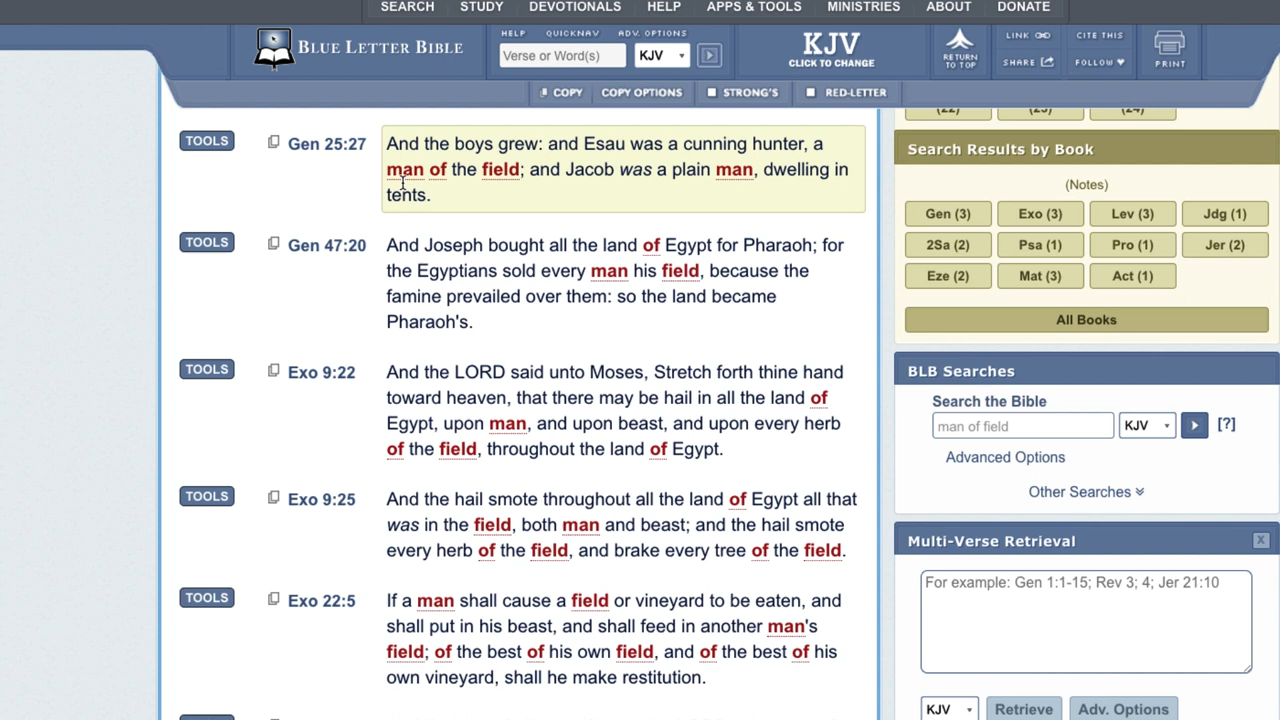 SEARCH STUDY DEVOTIONALS HELP APPS & TOOLS MINISTRIES ABOUT DONATE
BLUE LETTER BIBLE
HELP QUICKNAV ADV. OPTIONS
Verse or Word(s) KJV
KJV
CLICK TO CHANGE
RETURN
TO TOP
LINK CITE THIS
SHARE FOLLOW
PRINT
COPY COPY OPTIONS STRONG'S RED-LETTER
TOOLS Gen 25:27 And the boys grew: and Esau was a cunning hunter, a
man of the field; and Jacob was a plain man, dwelling in
tents.
TOOLS Gen 47:20 And Joseph bought all the land of Egypt for Pharaoh; for
the Egyptians sold every man his field, because the
famine prevailed over them: so the land became
Pharaoh's.
TOOLS Exo 9:22 And the LORD said unto Moses, Stretch forth thine hand
toward heaven, that there may be hail in all the land of
Egypt, upon man, and upon beast, and upon every herb
of the field, throughout the land of Egypt.
TOOLS Exo 9:25 And the hail smote throughout all the land of Egypt all that
was in the field, both man and beast; and the hail smote
every herb of the field, and brake every tree of the field.
TOOLS Exo 22:5 If a man shall cause a field or vineyard to be eaten, and
shall put in his beast, and shall feed in another man's
field; of the best of his own field, and of the best of his
own vineyard, shall he make restitution.
(22) (23) (24)
Search Results by Book
(Notes)
Gen (3) Exo (3) Lev (3) Jdg (1)
2Sa (2) Psa (1) Pro (1) Jer (2)
Eze (2) Mat (3) Act (1)
All Books
BLB Searches
Search the Bible
man of field KJV [?]
Advanced Options
Other Searches
Multi-Verse Retrieval X
For example: Gen 1:1-15; Rev 3; 4; Jer 21:10
KJV Retrieve Adv. Options